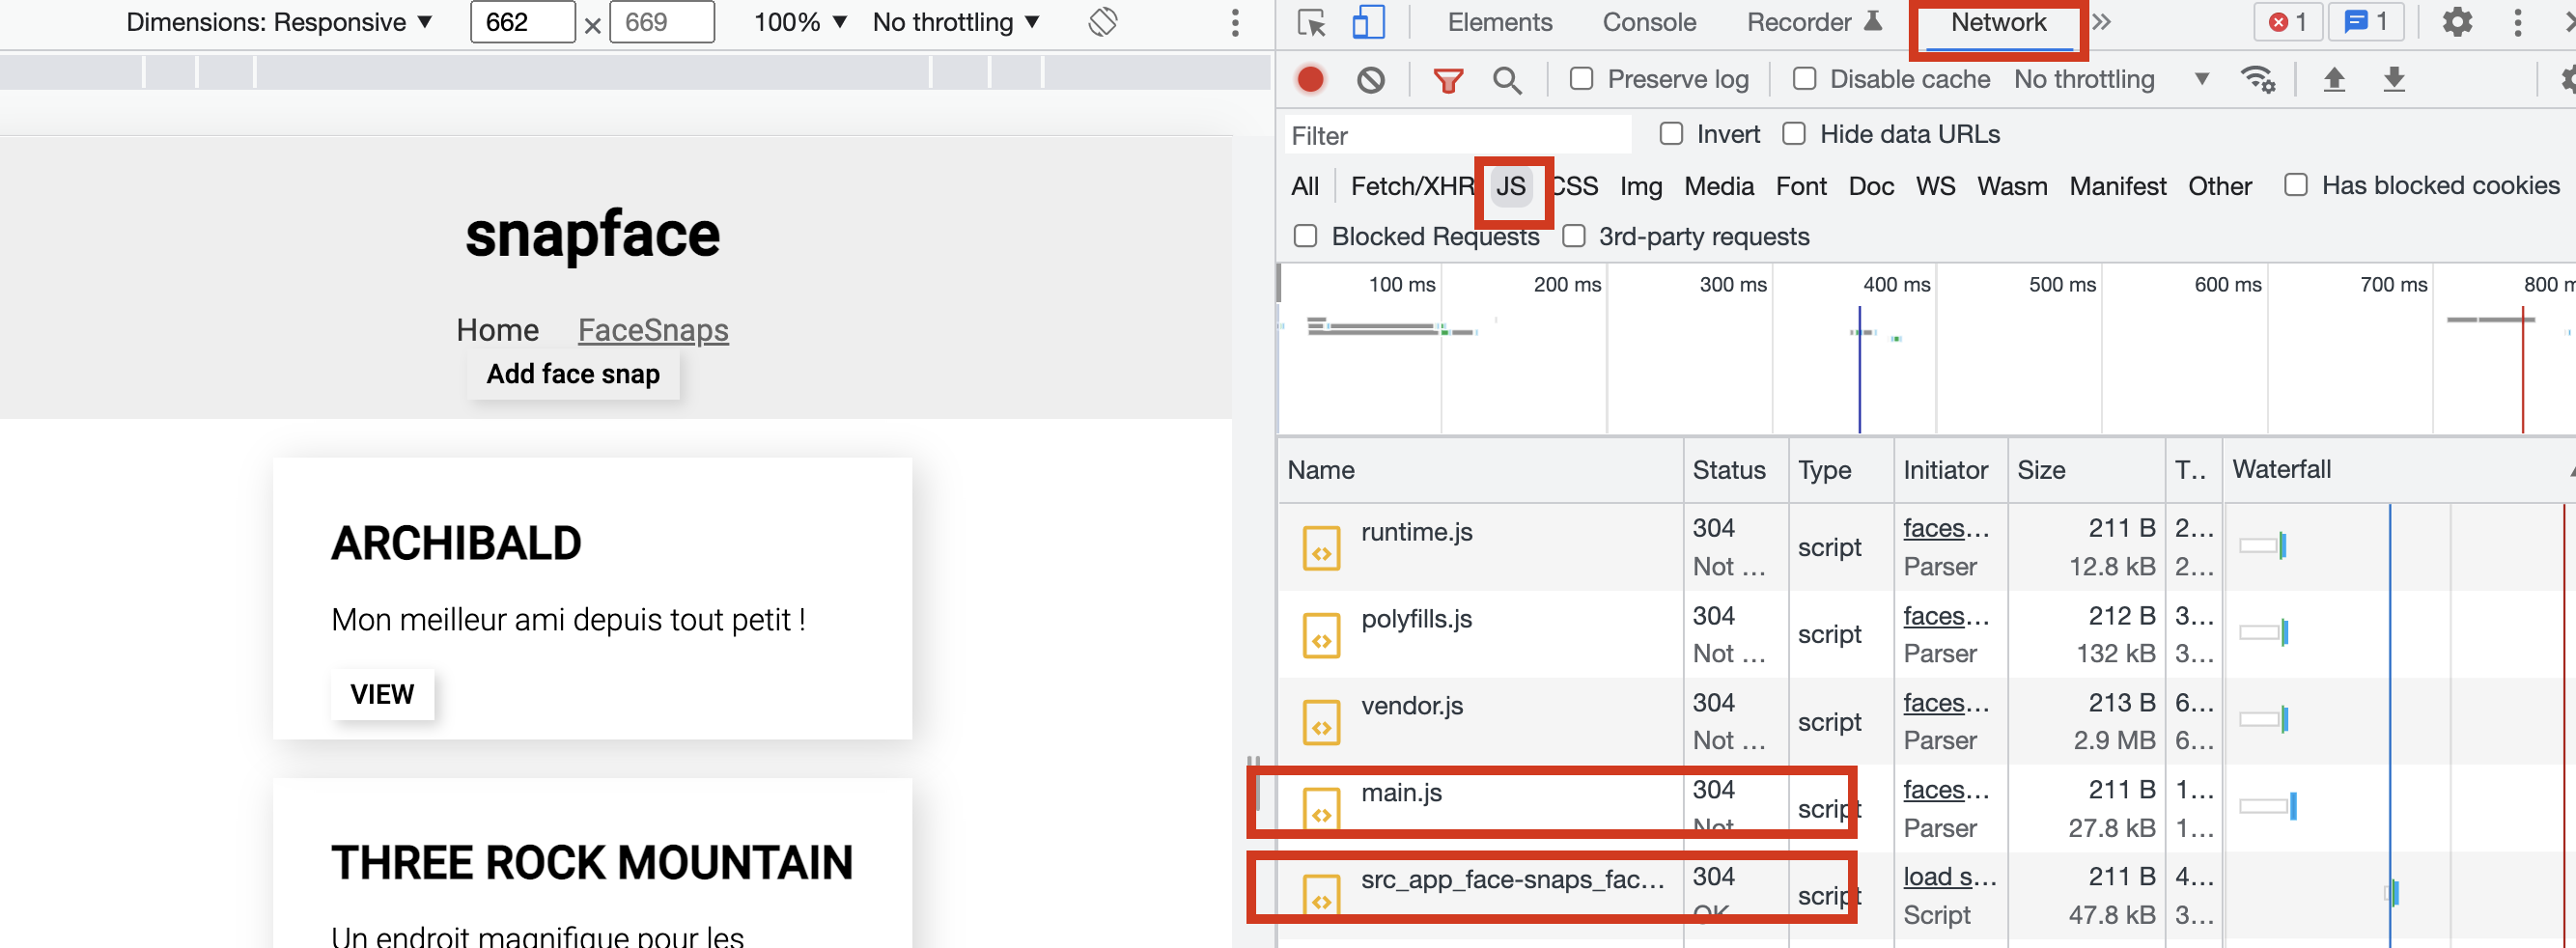 Dimensions: Responsive ▼ 662 × 669 100% ▼ No throttling ▼
snapface
Home FaceSnaps
Add face snap
ARCHIBALD
Mon meilleur ami depuis tout petit !
VIEW
THREE ROCK MOUNTAIN
Un endroit magnifique pour les
Elements Console Recorder Network » 1 1
Preserve log Disable cache No throttling ▼
Filter Invert Hide data URLs
All Fetch/XHR JS CSS Img Media Font Doc WS Wasm Manifest Other Has blocked cookies
Blocked Requests 3rd-party requests
100 ms 200 ms 300 ms 400 ms 500 ms 600 ms 700 ms 800 m
Name Status Type Initiator Size T.. Waterfall
runtime.js 304 script faces... 211 B 2...
Not ... Parser 12.8 kB 2...
polyfills.js 304 script faces... 212 B 3...
Not ... Parser 132 kB 3...
vendor.js 304 script faces... 213 B 6...
Not ... Parser 2.9 MB 6...
main.js 304 script faces... 211 B 1...
Not Parser 27.8 kB 1...
src_app_face-snaps_fac... 304 script load s... 211 B 4...
OK Script 47.8 kB 3...